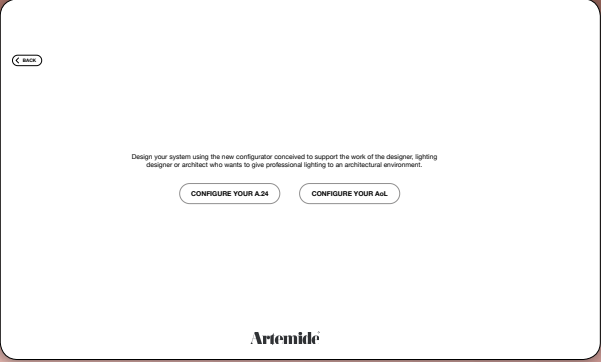 BACK
Design your system using the new configurator conceived to support the work of the designer, lighting
designer or architect who wants to give professional lighting to an architectural environment.
CONFIGURE YOUR A.24
CONFIGURE YOUR AoL
Artemide